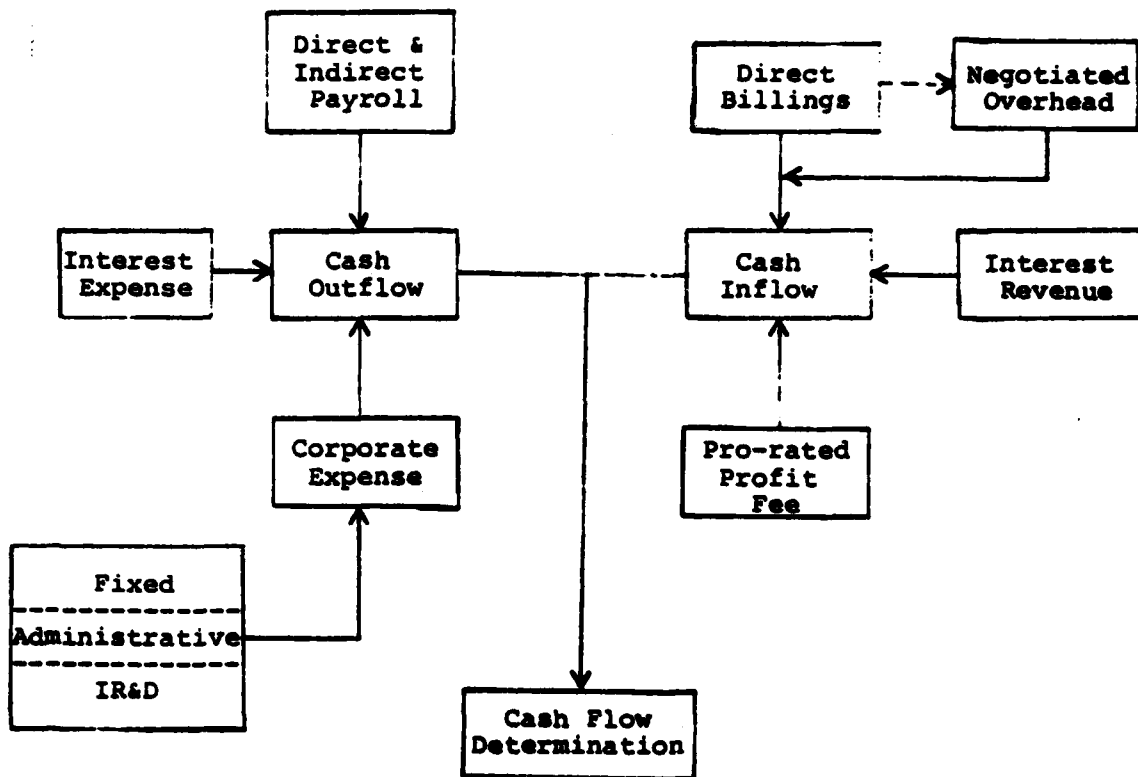 Direct &
Indirect
Payroll
Direct
Billings
Negotiated
Overhead
Interest
Expense
Cash
Outflow
Cash
Inflow
Interest
Revenue
Corporate
Expense
Pro-rated
Profit
Fee
Fixed
Administrative
IR&D
Cash Flow
Determination